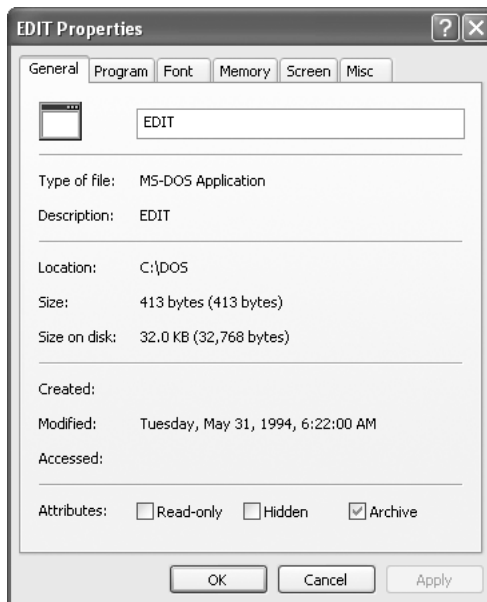 EDIT Properties
General Program Font Memory Screen Misc
EDIT
Type of file: MS-DOS Application
Description: EDIT
Location: C:\DOS
Size: 413 bytes (413 bytes)
Size on disk: 32.0 KB (32,768 bytes)
Created:
Modified: Tuesday, May 31, 1994, 6:22:00 AM
Accessed:
Attributes: Read-only Hidden Archive
OK Cancel Apply